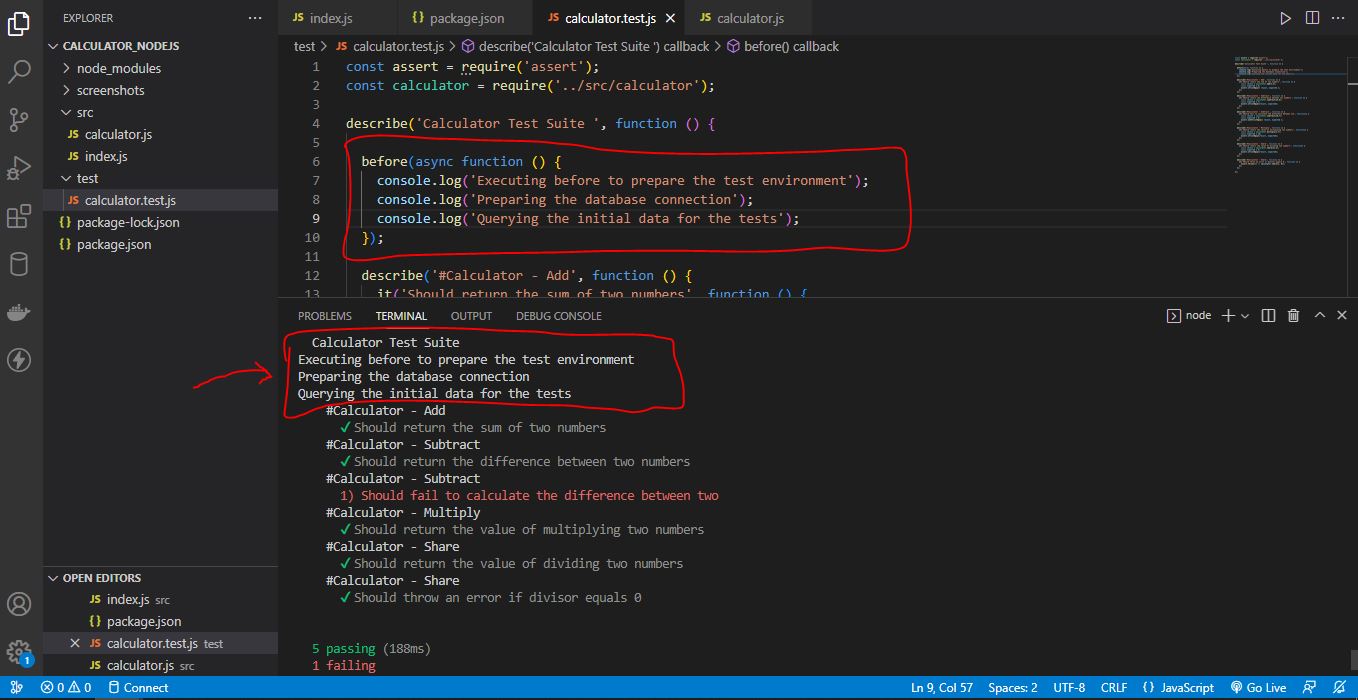 EXPLORER
CALCULATOR_NODEJS
node_modules
screenshots
src
JS calculator.js
JS index.js
test
JS calculator.test.js
{} package-lock.json
{} package.json
OPEN EDITORS
JS index.js src
{} package.json
JS calculator.test.js test
JS calculator.js src
1
JS index.js
{} package.json
JS calculator.test.js
JS calculator.js
test > JS calculator.test.js > describe('Calculator Test Suite ') callback > before() callback
1 const assert = require('assert');
2 const calculator = require('../src/calculator');
3
4 describe('Calculator Test Suite ', function () {
5
6 before(async function () {
7 console.log('Executing before to prepare the test environment');
8 console.log('Preparing the database connection');
9 console.log('Querying the initial data for the tests');
10 });
11
12 describe('#Calculator - Add', function () {
13 it('Should return the sum of two numbers', function () {
PROBLEMS TERMINAL OUTPUT DEBUG CONSOLE
node
Calculator Test Suite
Executing before to prepare the test environment
Preparing the database connection
Querying the initial data for the tests
#Calculator - Add
✓ Should return the sum of two numbers
#Calculator - Subtract
✓ Should return the difference between two numbers
#Calculator - Subtract
1) Should fail to calculate the difference between two
#Calculator - Multiply
✓ Should return the value of multiplying two numbers
#Calculator - Share
✓ Should return the value of dividing two numbers
#Calculator - Share
✓ Should throw an error if divisor equals 0
5 passing (188ms)
1 failing
0 0 Connect
Ln 9, Col 57 Spaces: 2 UTF-8 CRLF {} JavaScript Go Live